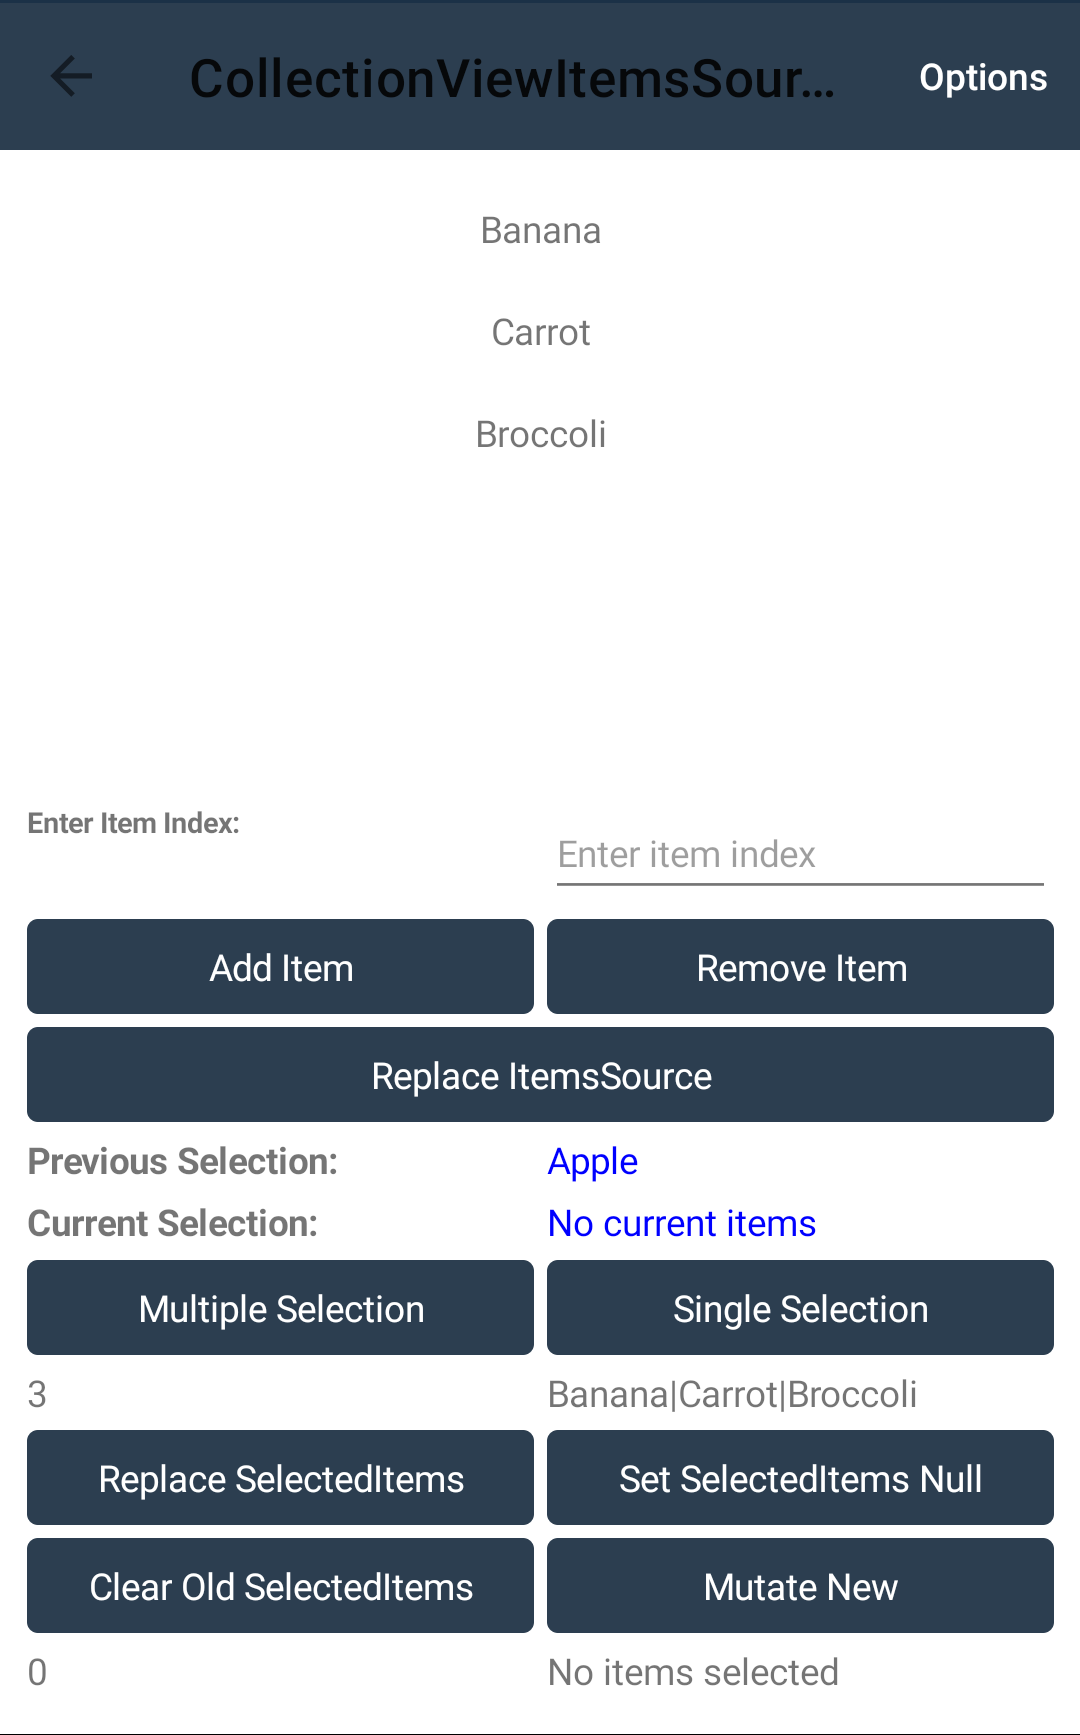 CollectionViewItemsSour...
Options
Banana
Carrot
Broccoli
Enter Item Index:
Enter item index
Add Item
Remove Item
Replace ItemsSource
Previous Selection:
Apple
Current Selection:
No current items
Multiple Selection
Single Selection
3
Banana|Carrot|Broccoli
Replace SelectedItems
Set SelectedItems Null
Clear Old SelectedItems
Mutate New
0
No items selected